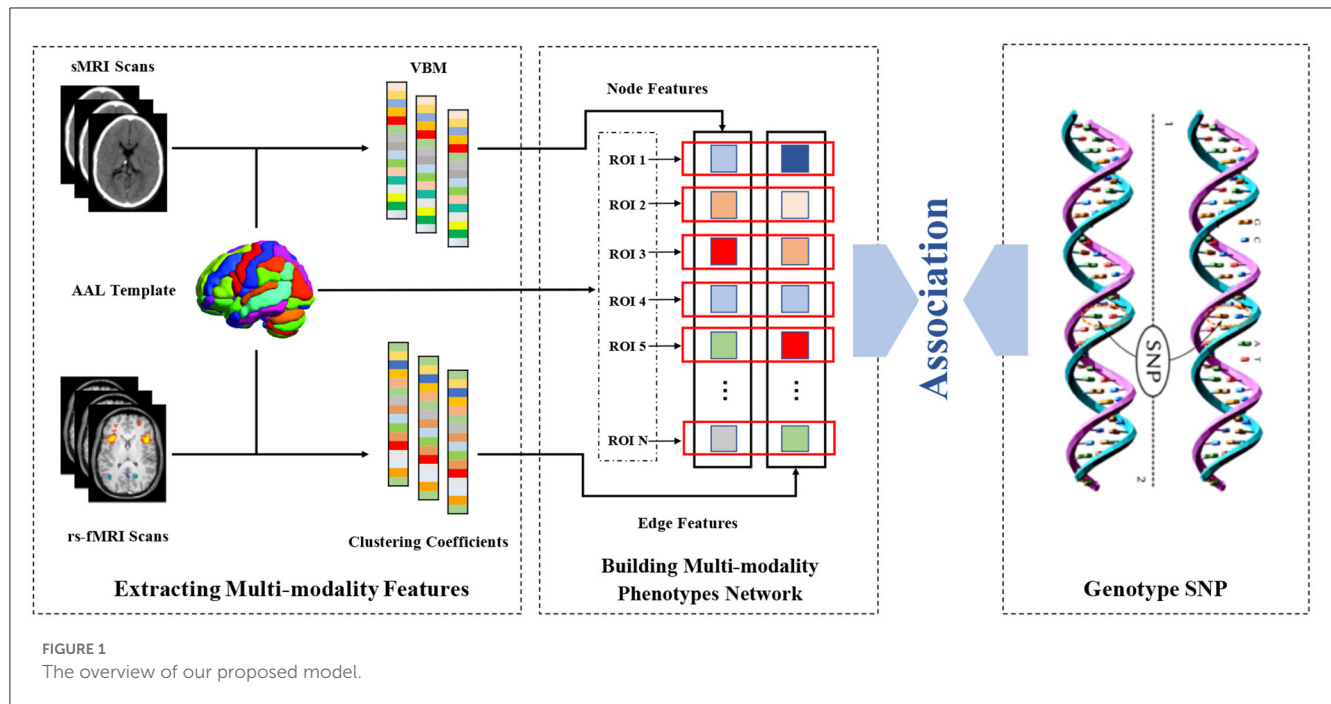 sMRI Scans
VBM
AAL Template
rs-fMRI Scans
Clustering Coefficients
Extracting Multi-modality Features
Node Features
ROI 1
ROI 2
ROI 3
ROI 4
ROI 5
...
...
ROI N
Edge Features
Building Multi-modality
Phenotypes Network
Association
1
G C
A T
SNP
2
Genotype SNP
FIGURE 1
The overview of our proposed model.